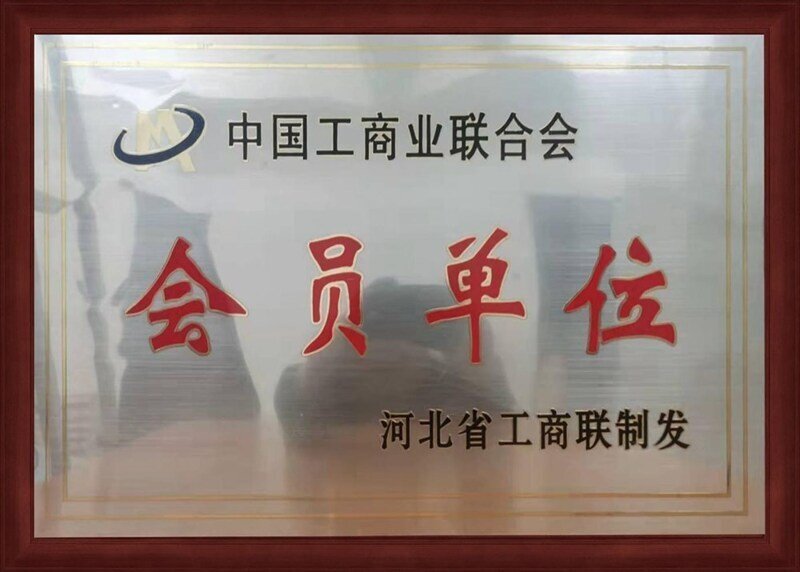 中国工商业联合会
会员单位
河北省工商联制发